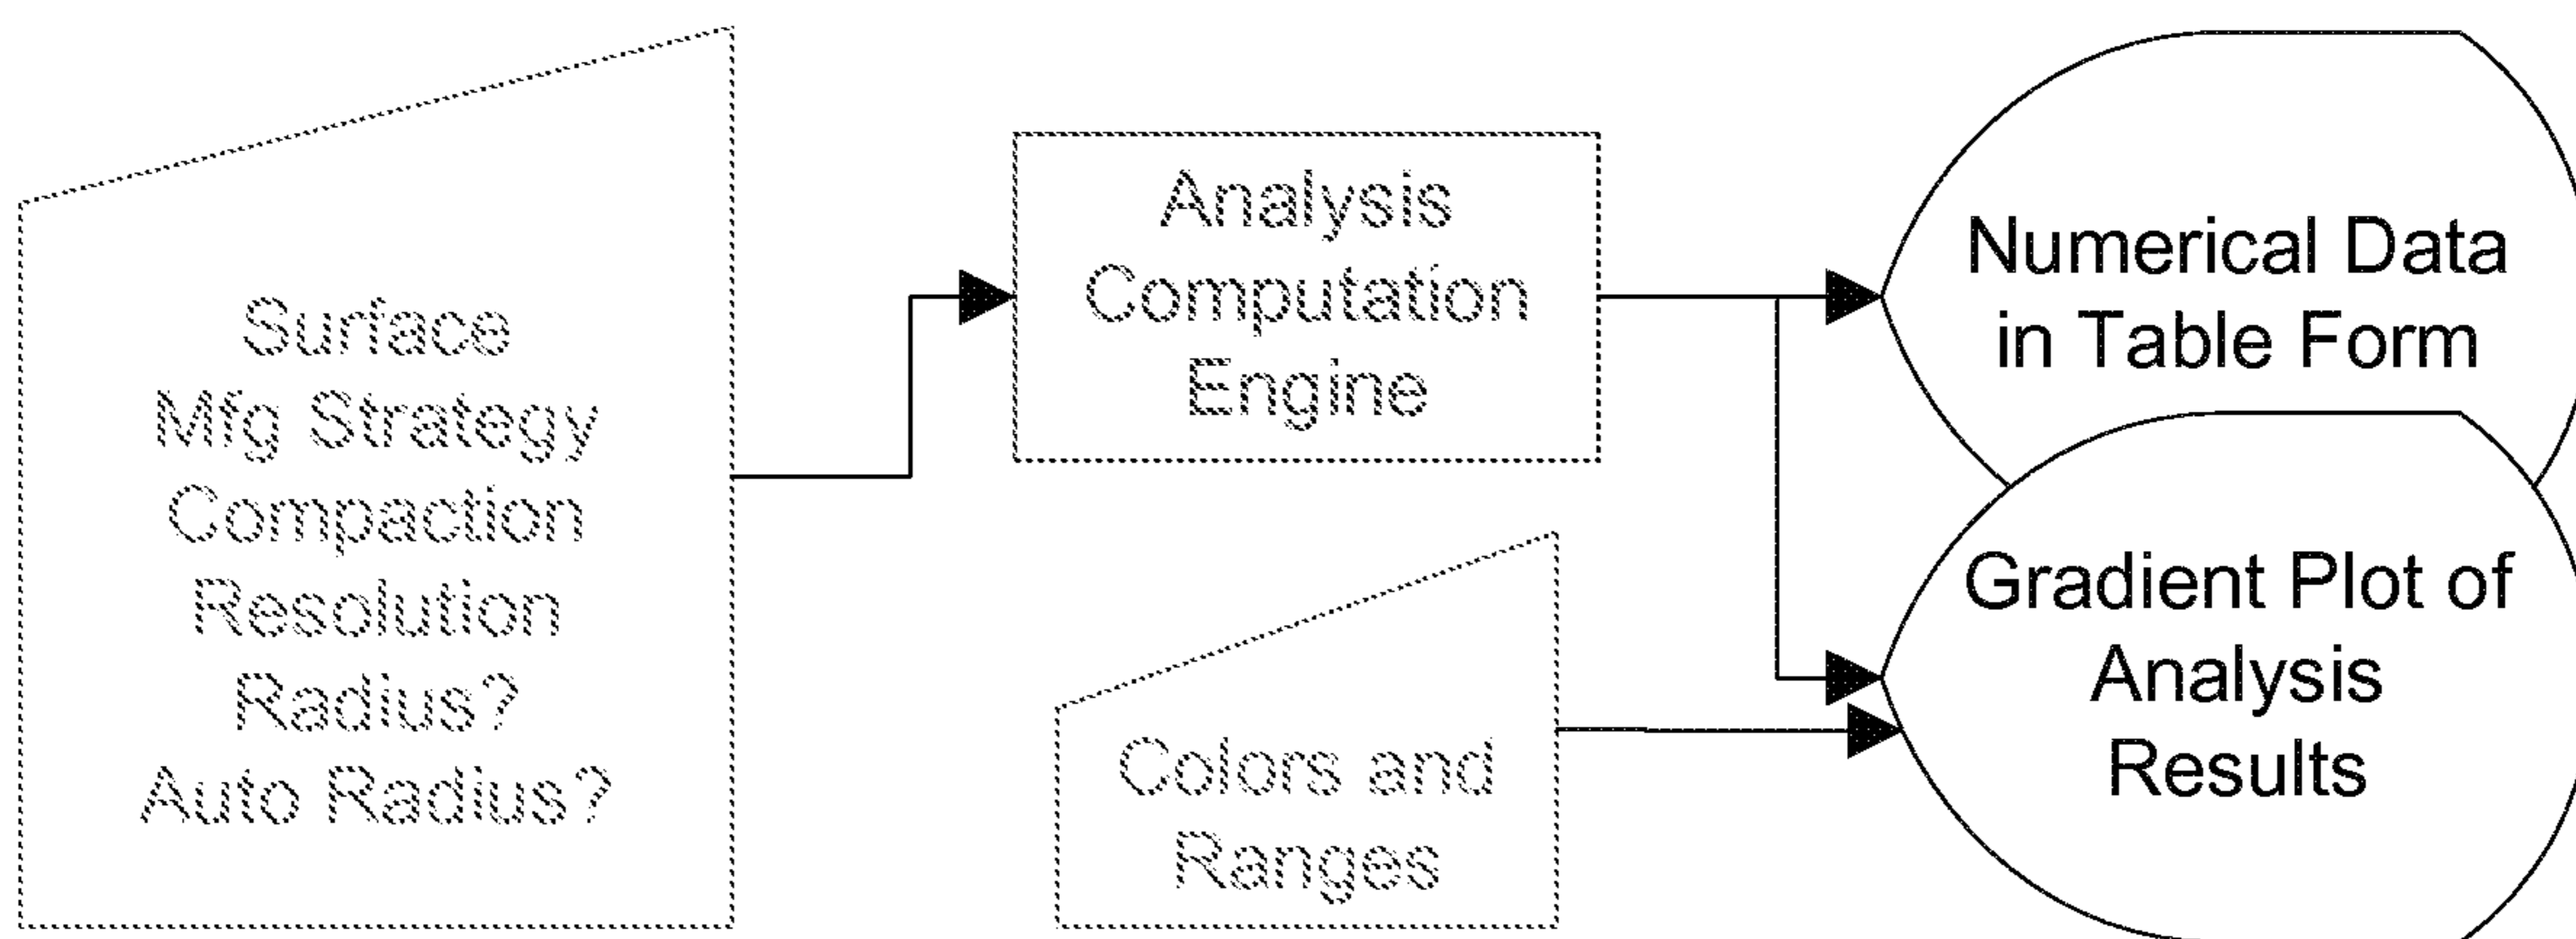 Surface
Mfg Strategy
Compaction
Resolution
Radius?
Auto Radius?
Analysis
Computation
Engine
Colors and
Ranges
Numerical Data
in Table Form
Gradient Plot of
Analysis
Results